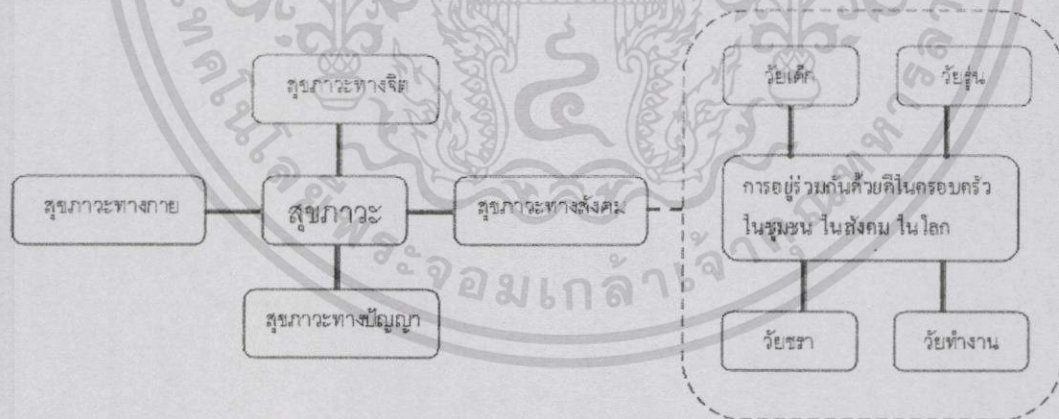 สุขภาวะทางจิต
สุขภาวะทางกาย
สุขภาวะ
สุขภาวะทางสังคม
สุขภาวะทางปัญญา
วัยเด็ก
วัยรุ่น
การอยู่ร่วมกันด้วยดีในครอบครัว
ในชุมชน ในสังคม ในโลก
วัยชรา
วัยทำงาน